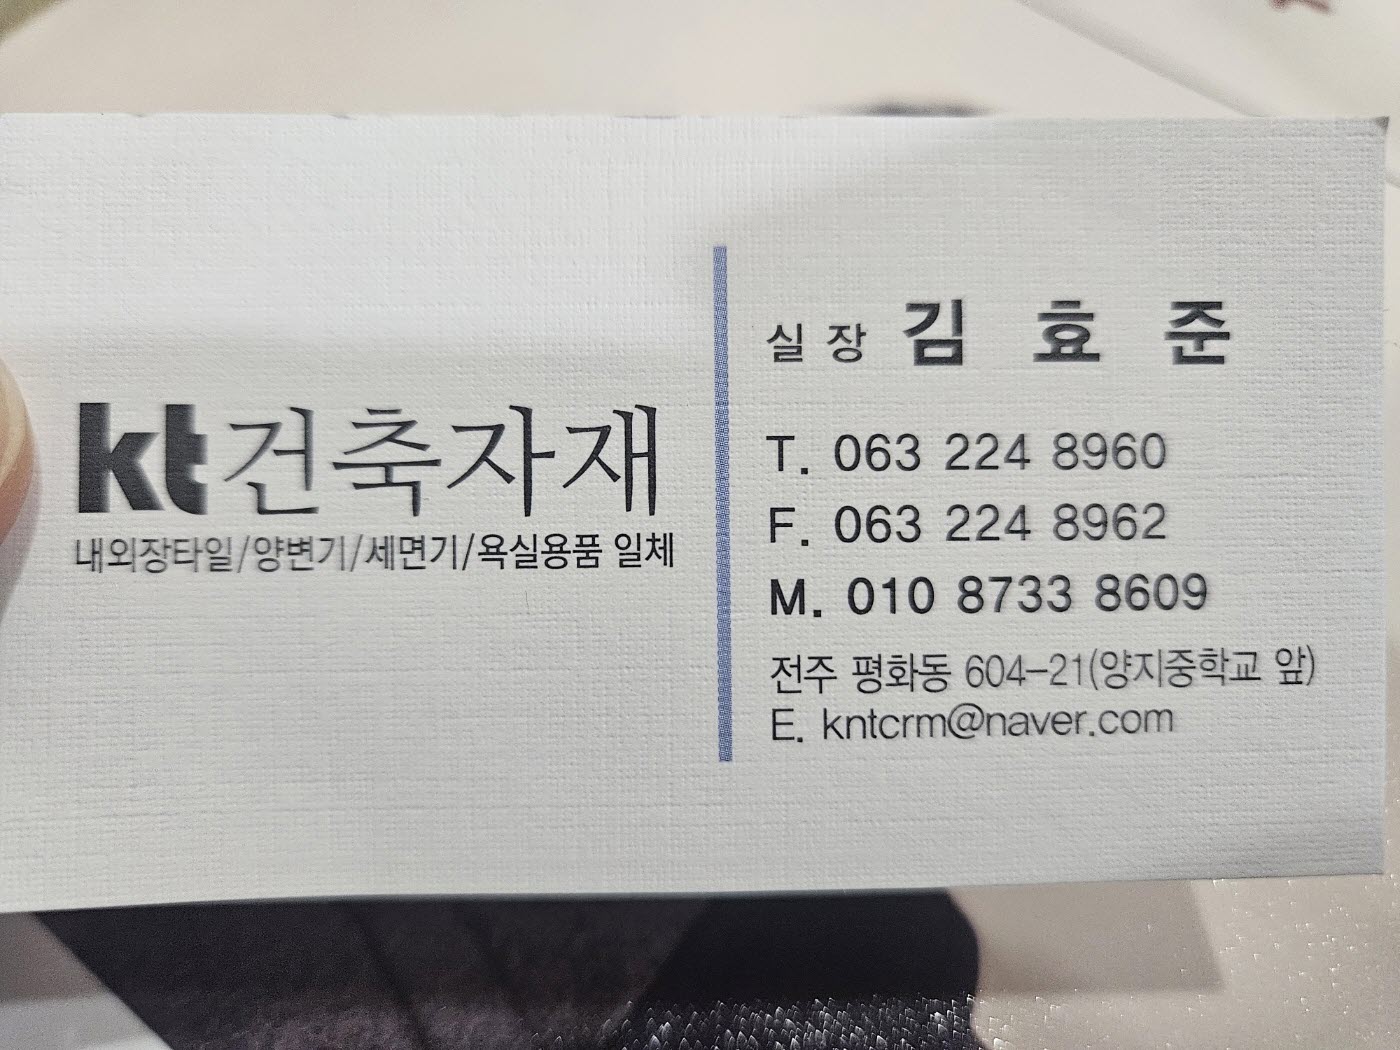 kt건축자재
내외장타일/양변기/세면기/욕실용품 일체
실 장 김 효 준
T. 063 224 8960
F. 063 224 8962
M. 010 8733 8609
전주 평화동 604-21(양지중학교 앞)
E. kntcrm@naver.com